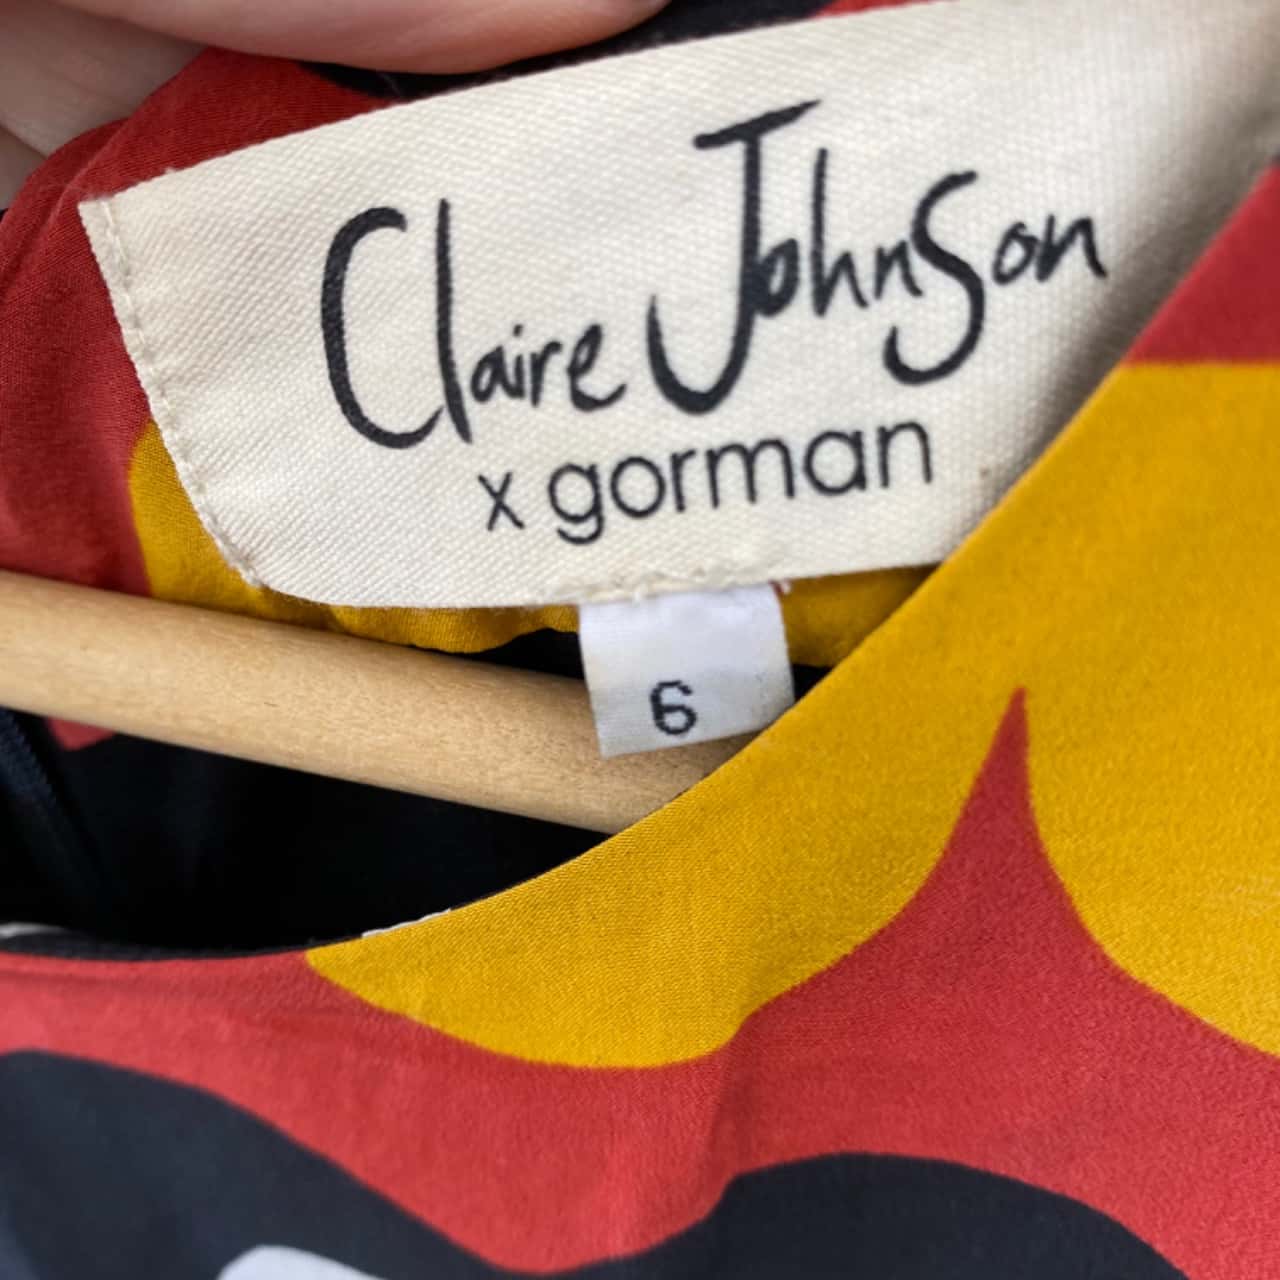 Claire JohnSon
x gorman
6